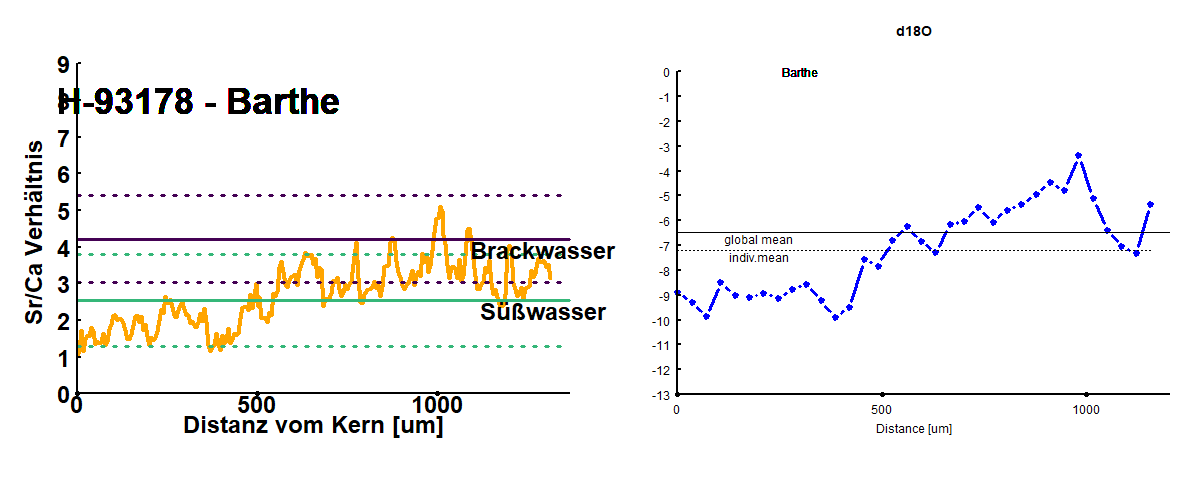 9
8
7
6
5
4
3
2
1
0
H-93178 - Barthe
Sr/Ca Verhältnis
Brackwasser
Süßwasser
0 500 1000
Distanz vom Kern [um]
d18O
Barthe
0
-1
-2
-3
-4
-5
-6
-7
-8
-9
-10
-11
-12
-13
global mean
indiv.mean
0 500 1000
Distance [um]